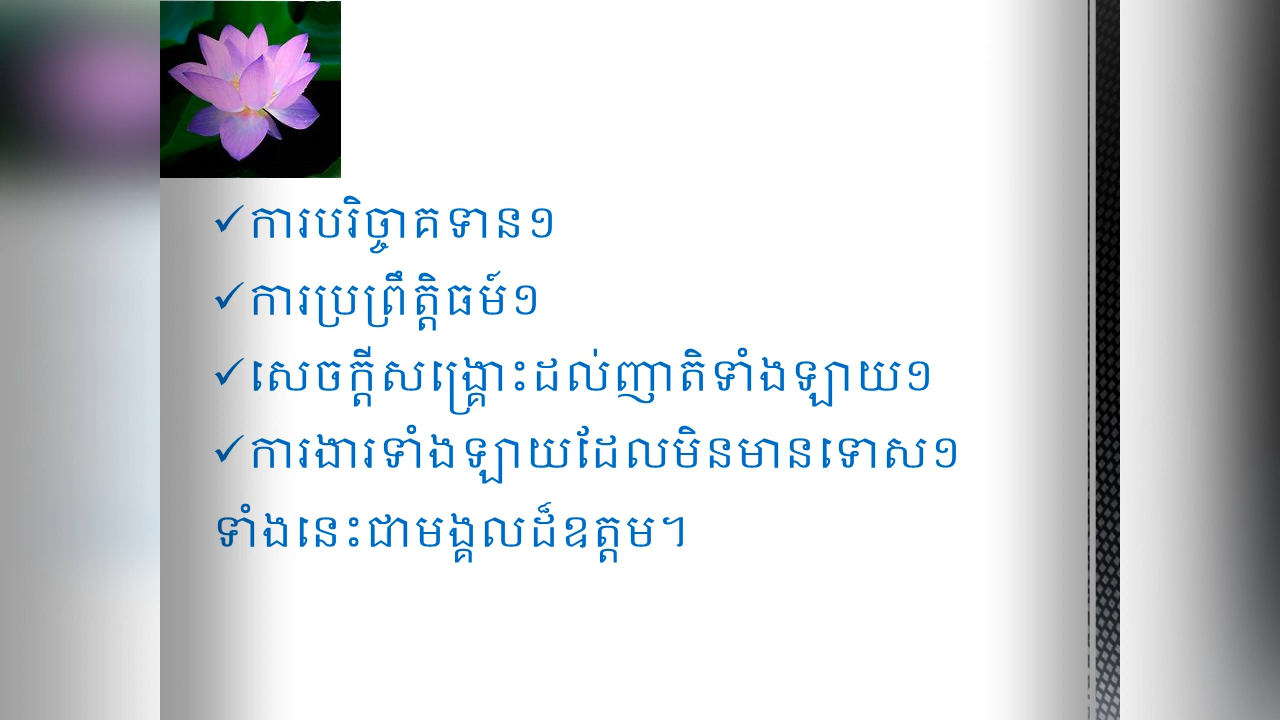 ✓ការបរិច្ចាគទាន១
✓ការប្រព្រឹត្តិធម៍១
✓សេចក្ដីសង្គ្រោះដល់ញាតិទាំងឡាយ១
✓ការងារទាំងឡាយដែលមិនមានទោស១
ទាំងនេះជាមង្គលដ៏ឧត្តម។